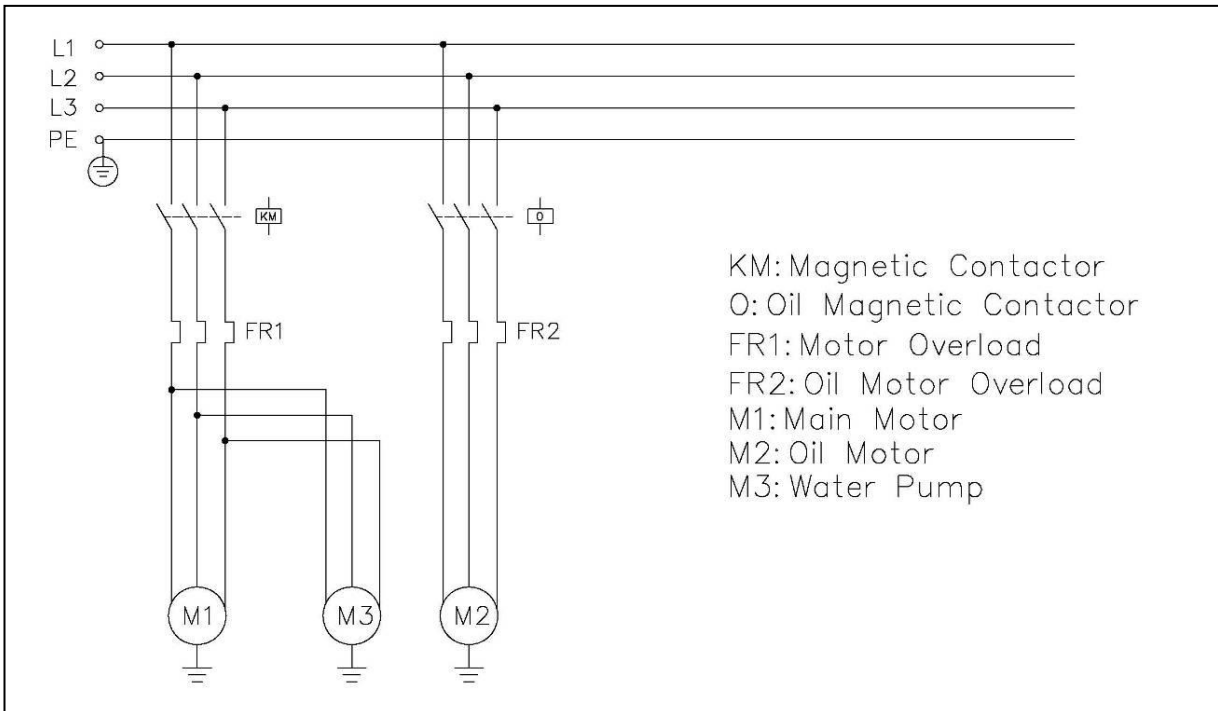 L1
L2
L3
PE
KM
O
FR1
FR2
KM: Magnetic Contactor
O: Oil Magnetic Contactor
FR1: Motor Overload
FR2: Oil Motor Overload
M1: Main Motor
M2: Oil Motor
M3: Water Pump
M1
M3
M2